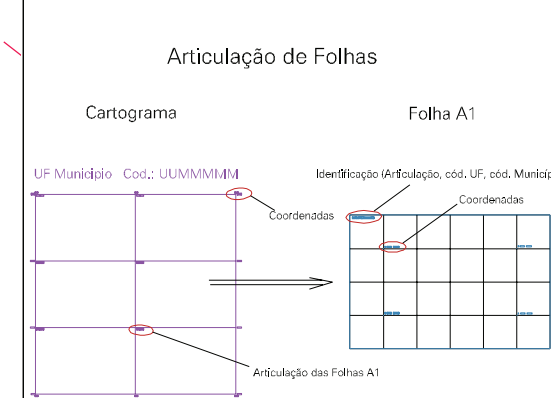 Articulação de Folhas
Cartograma
Folha A1
UF Municipio Cod.: UUMMMMM
Identificação (Articulação, cód. UF, cód. Municíp
Coordenadas
Coordenadas
Articulação das Folhas A1